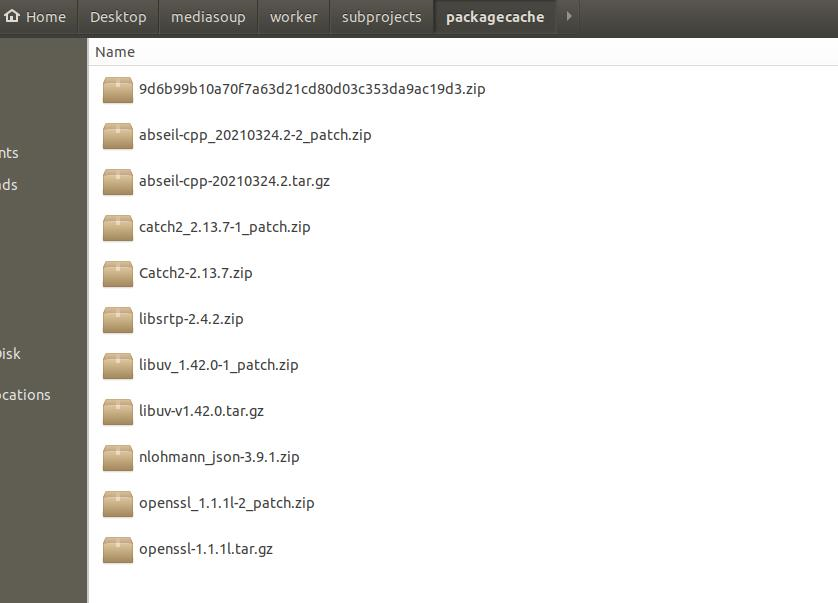 Home Desktop mediasoup worker subprojects packagecache
Name
9d6b99b10a70f7a63d21cd80d03c353da9ac19d3.zip
abseil-cpp_20210324.2-2_patch.zip
nts
abseil-cpp-20210324.2.tar.gz
ads
catch2_2.13.7-1_patch.zip
Catch2-2.13.7.zip
libsrtp-2.4.2.zip
Disk
libuv_1.42.0-1_patch.zip
ocations
libuv-v1.42.0.tar.gz
nlohmann_json-3.9.1.zip
openssl_1.1.1l-2_patch.zip
openssl-1.1.1l.tar.gz